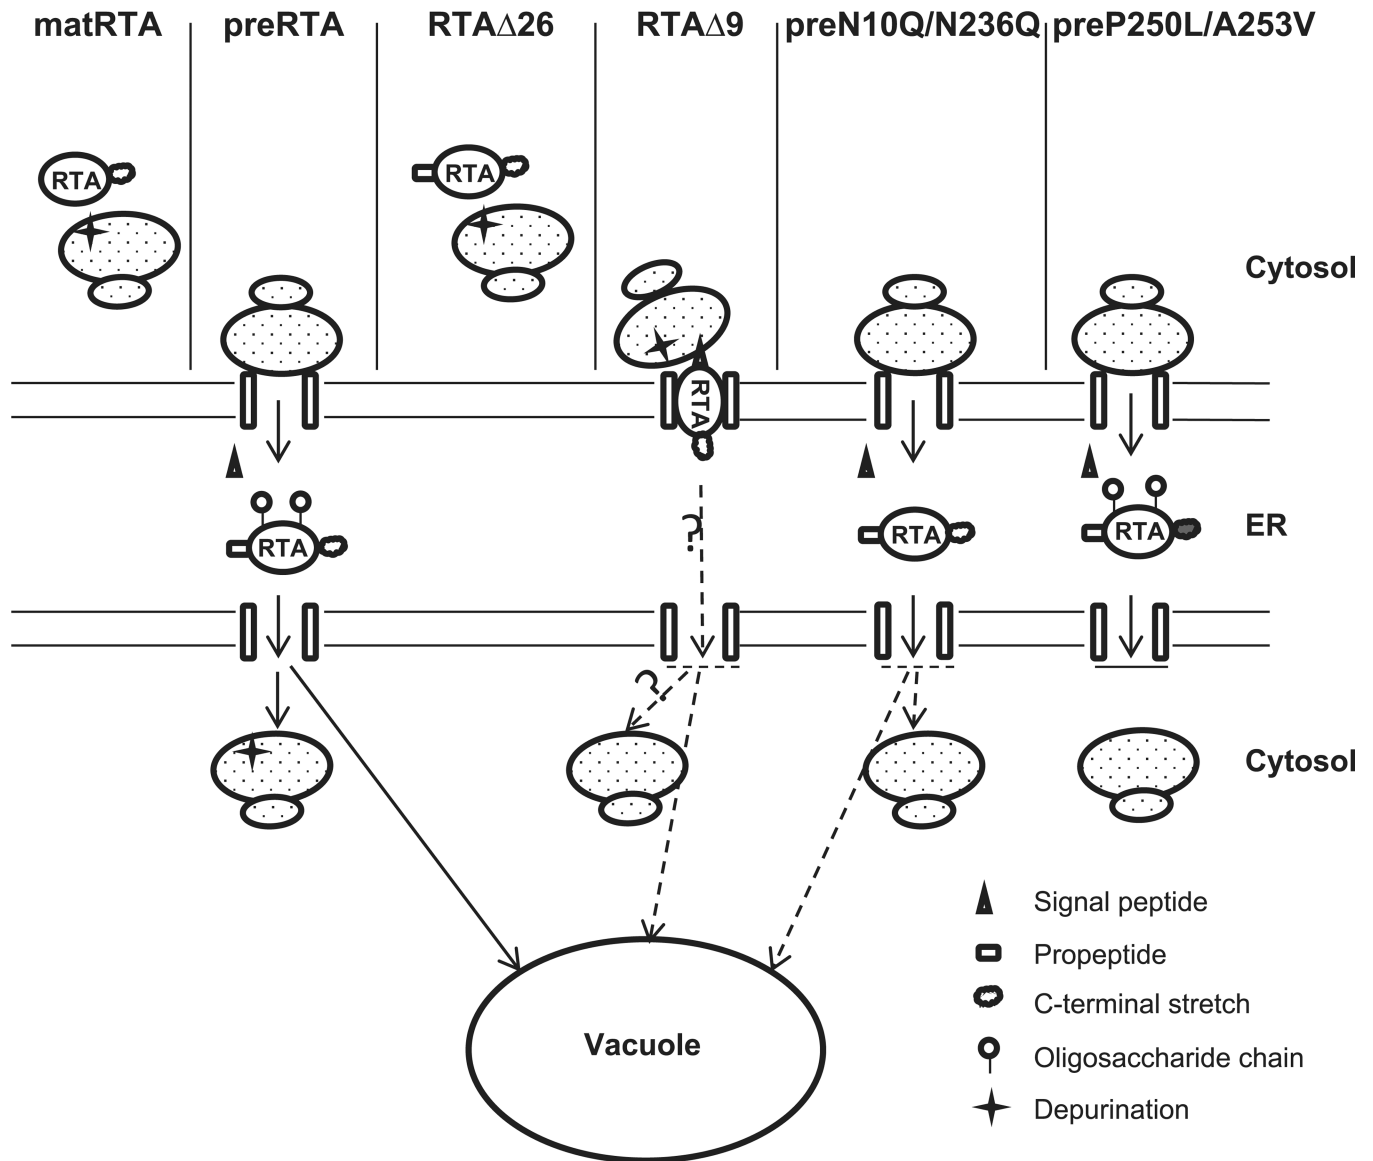 matRTA preRTA RTAΔ26 RTAΔ9 preN10Q/N236Q preP250L/A253V
RTA RTA
Cytosol
RTA
?
RTA RTA RTA ER
?
Cytosol
Signal peptide
Propeptide
C-terminal stretch
Vacuole
Oligosaccharide chain
Depurination